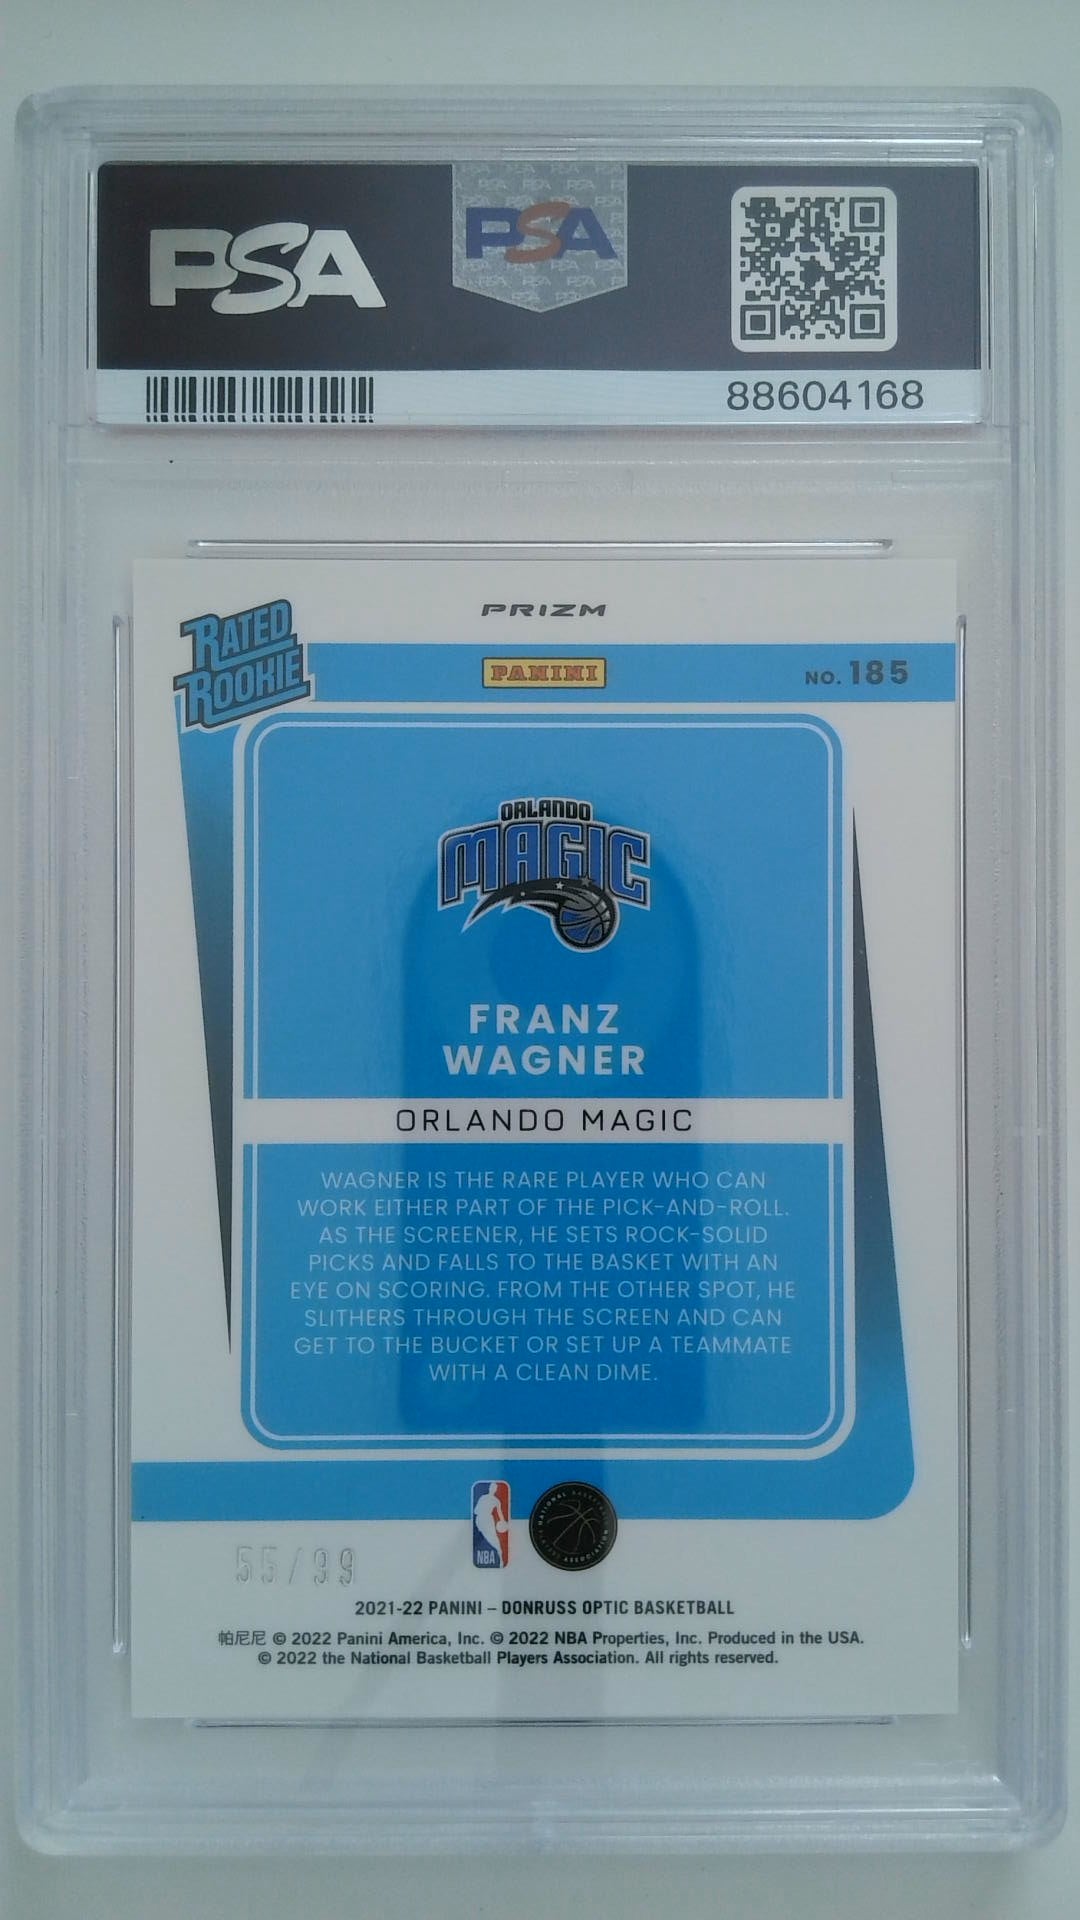 PSA
PSA
88604168
PRIZM
RATED
ROOKIE
PANINI
NO. 185
ORLANDO
MAGIC
FRANZ
WAGNER
ORLANDO MAGIC
WAGNER IS THE RARE PLAYER WHO CAN
WORK EITHER PART OF THE PICK-AND-ROLL.
AS THE SCREENER, HE SETS ROCK-SOLID
PICKS AND FALLS TO THE BASKET WITH AN
EYE ON SCORING. FROM THE OTHER SPOT, HE
SLITHERS THROUGH THE SCREEN AND CAN
GET TO THE BUCKET OR SET UP A TEAMMATE
WITH A CLEAN DIME.
NBA
NATIONAL BASKETBALL
PLAYERS ASSOCIATION
55/99
2021-22 PANINI – DONRUSS OPTIC BASKETBALL
帕尼尼 © 2022 Panini America, Inc. © 2022 NBA Properties, Inc. Produced in the USA.
© 2022 the National Basketball Players Association. All rights reserved.